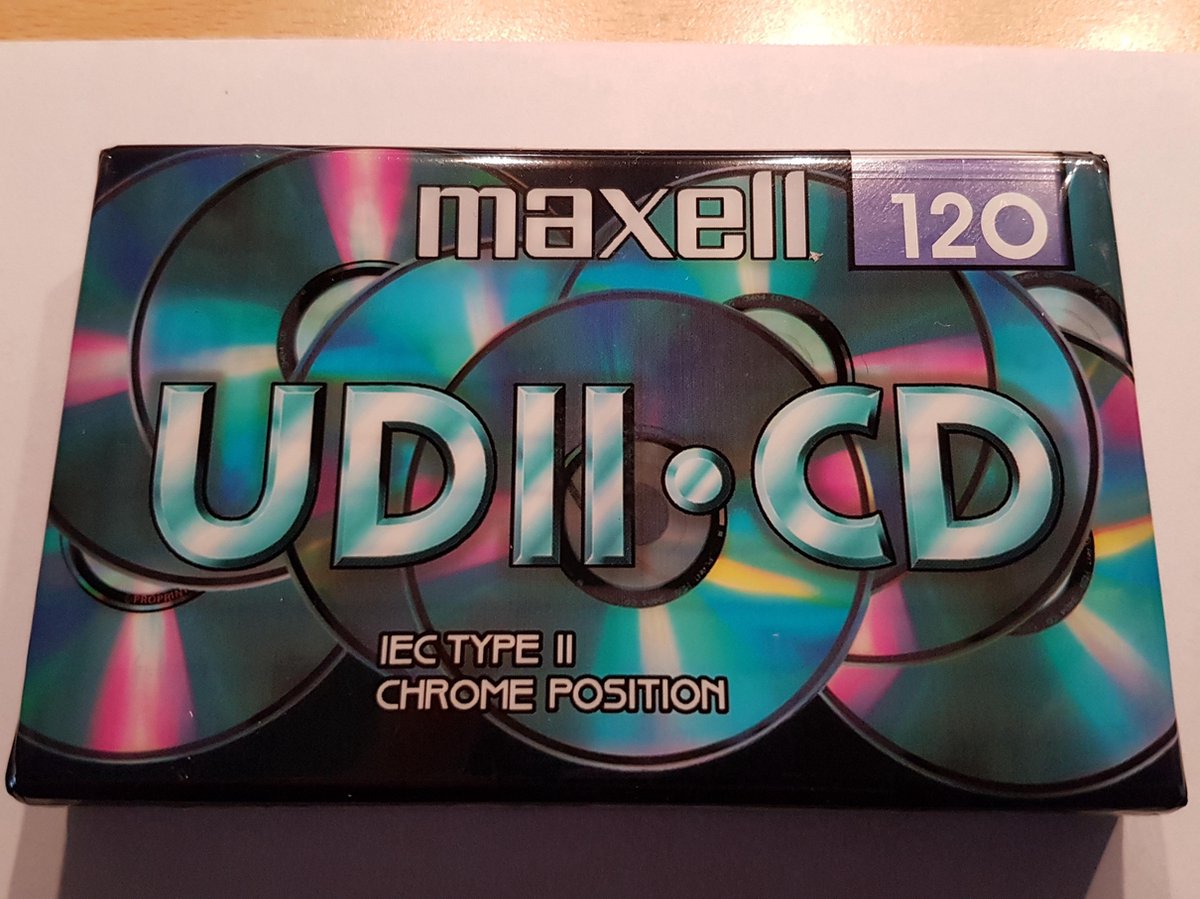 maxell
120
UDII·CD
IEC TYPE II
CHROME POSITION